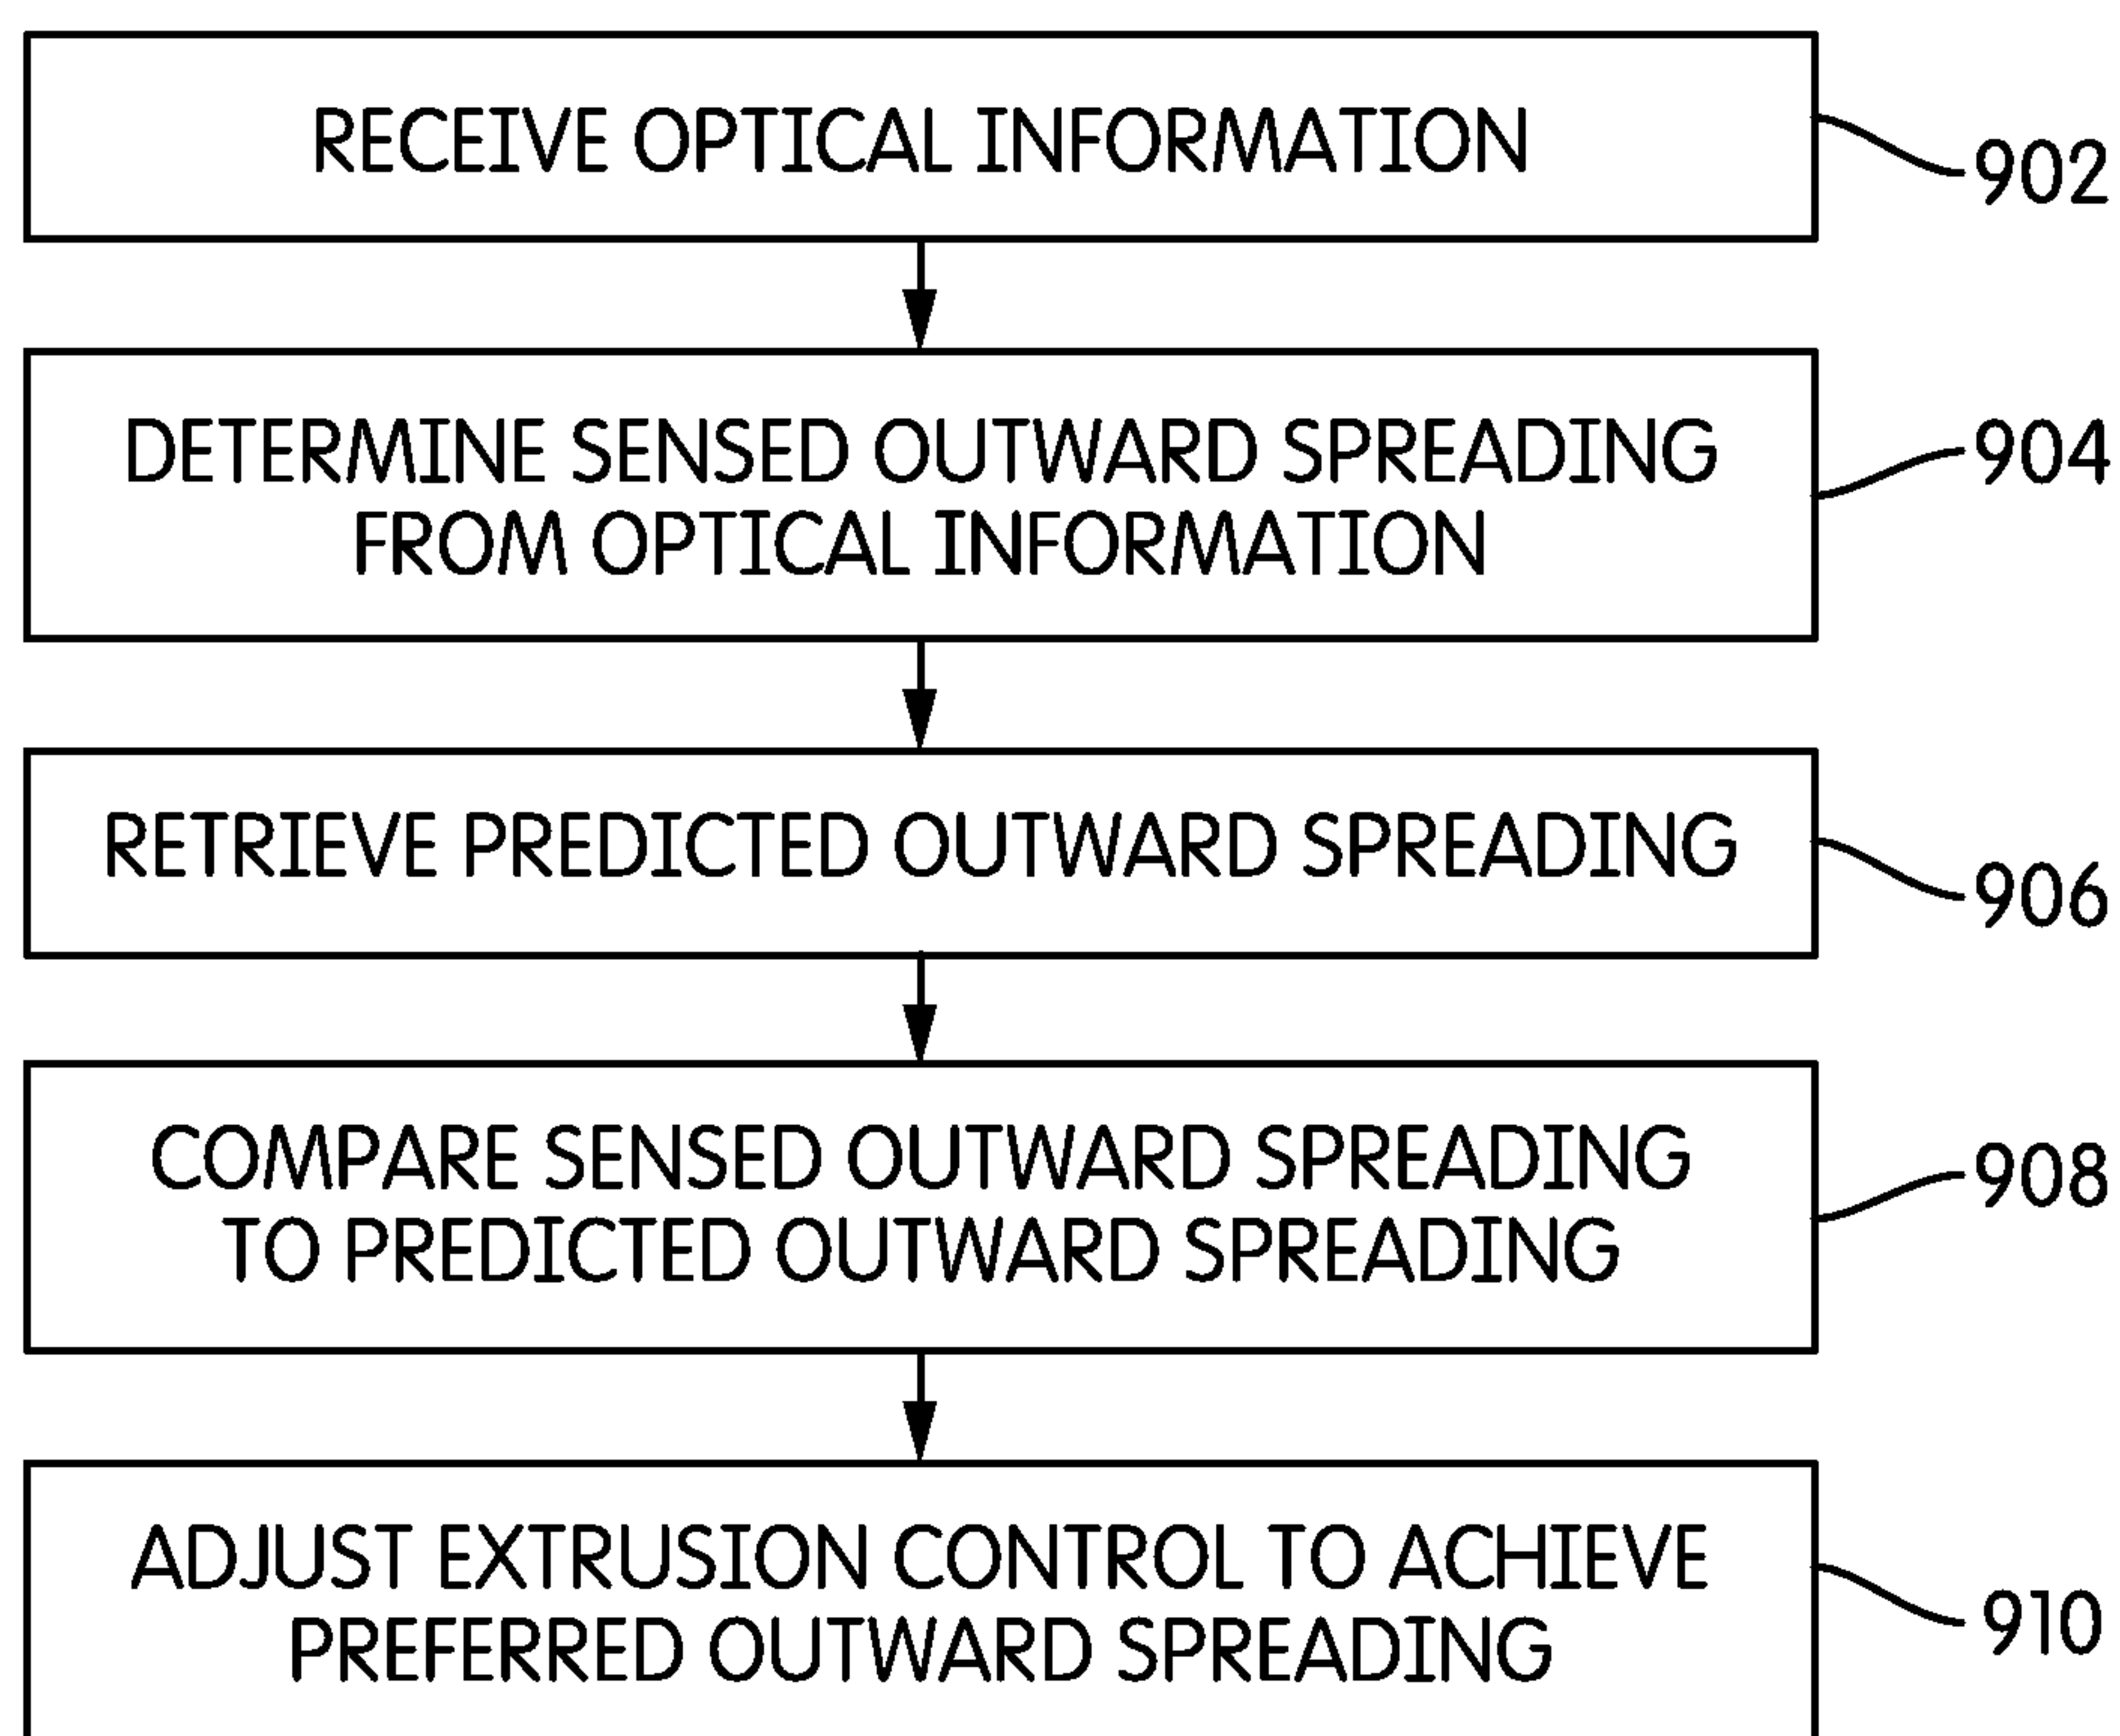 RECEIVE OPTICAL INFORMATION
902
DETERMINE SENSED OUTWARD SPREADING
FROM OPTICAL INFORMATION
904
RETRIEVE PREDICTED OUTWARD SPREADING
906
COMPARE SENSED OUTWARD SPREADING
TO PREDICTED OUTWARD SPREADING
908
ADJUST EXTRUSION CONTROL TO ACHIEVE
PREFERRED OUTWARD SPREADING
910